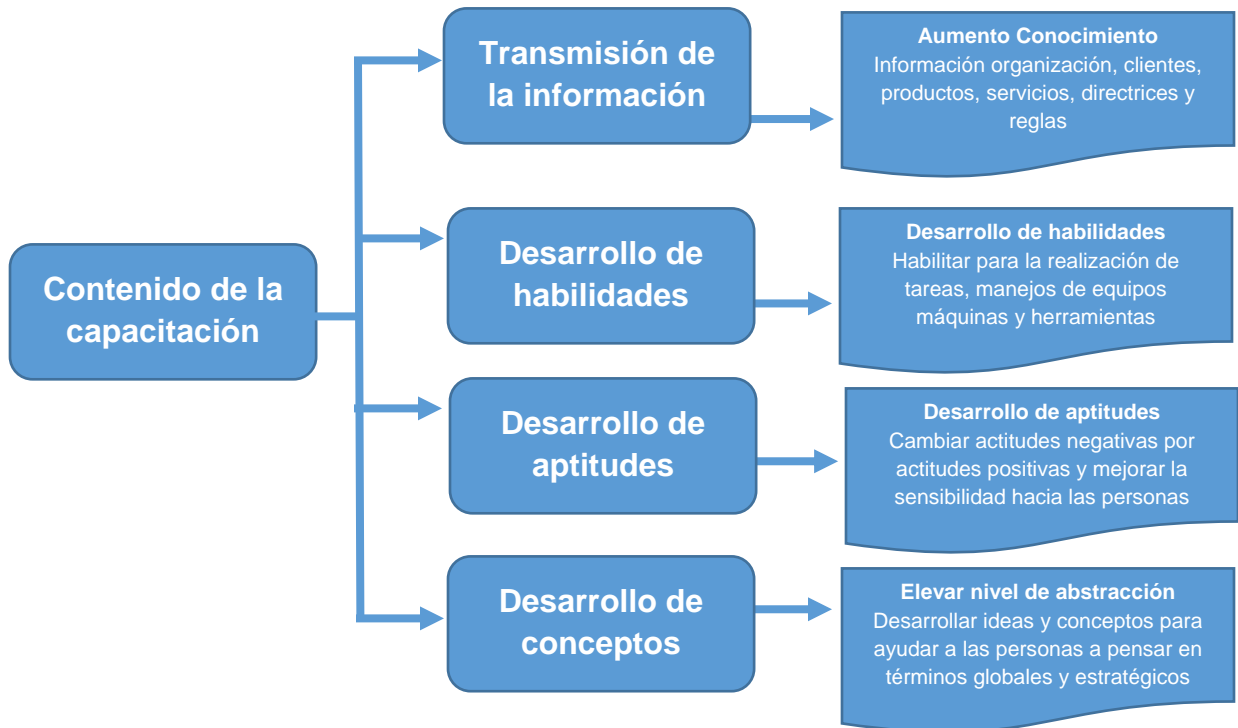 Contenido de la
capacitación
Transmisión de
la información
Aumento Conocimiento
Información organización, clientes,
productos, servicios, directrices y
reglas
Desarrollo de
habilidades
Desarrollo de habilidades
Habilitar para la realización de
tareas, manejos de equipos
máquinas y herramientas
Desarrollo de
aptitudes
Desarrollo de aptitudes
Cambiar actitudes negativas por
actitudes positivas y mejorar la
sensibilidad hacia las personas
Desarrollo de
conceptos
Elevar nivel de abstracción
Desarrollar ideas y conceptos para
ayudar a las personas a pensar en
términos globales y estratégicos